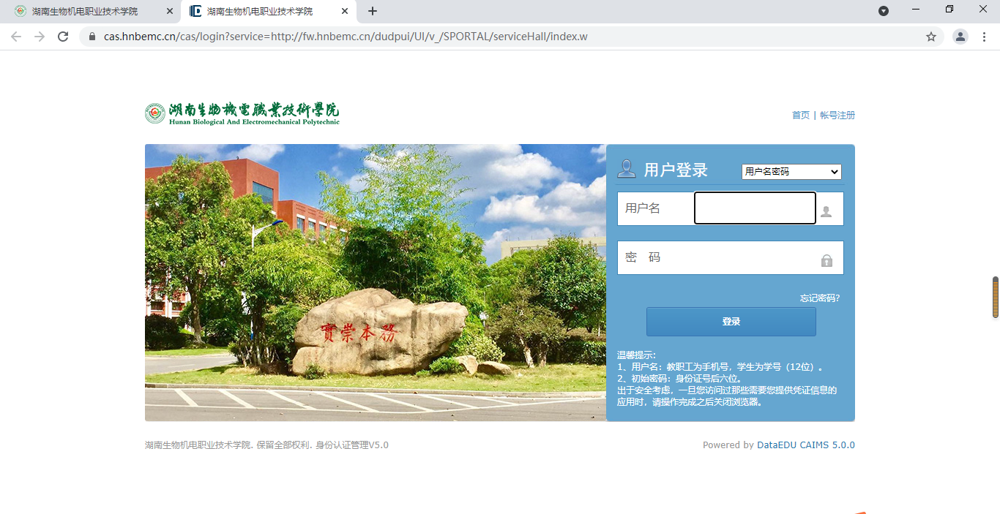 湖南生物机电职业技术学院
湖南生物机电职业技术学院
cas.hnbemc.cn/cas/login?service=http://fw.hnbemc.cn/dudpui/UI/v_/SPORTAL/serviceHall/index.w
湖南生物機電職業技術學院
Hunan Biological And Electromechanical Polytechnic
首页 | 帐号注册
用户登录
用户名密码
用户名
密 码
忘记密码?
登录
實崇本務
温馨提示：
1、用户名：教职工为手机号，学生为学号（12位）。
2、初始密码：身份证号后六位。
出于安全考虑，一旦您访问过那些需要您提供凭证信息的
应用时，请操作完成之后关闭浏览器。
湖南生物机电职业技术学院. 保留全部权利. 身份认证管理V5.0
Powered by DataEDU CAIMS 5.0.0